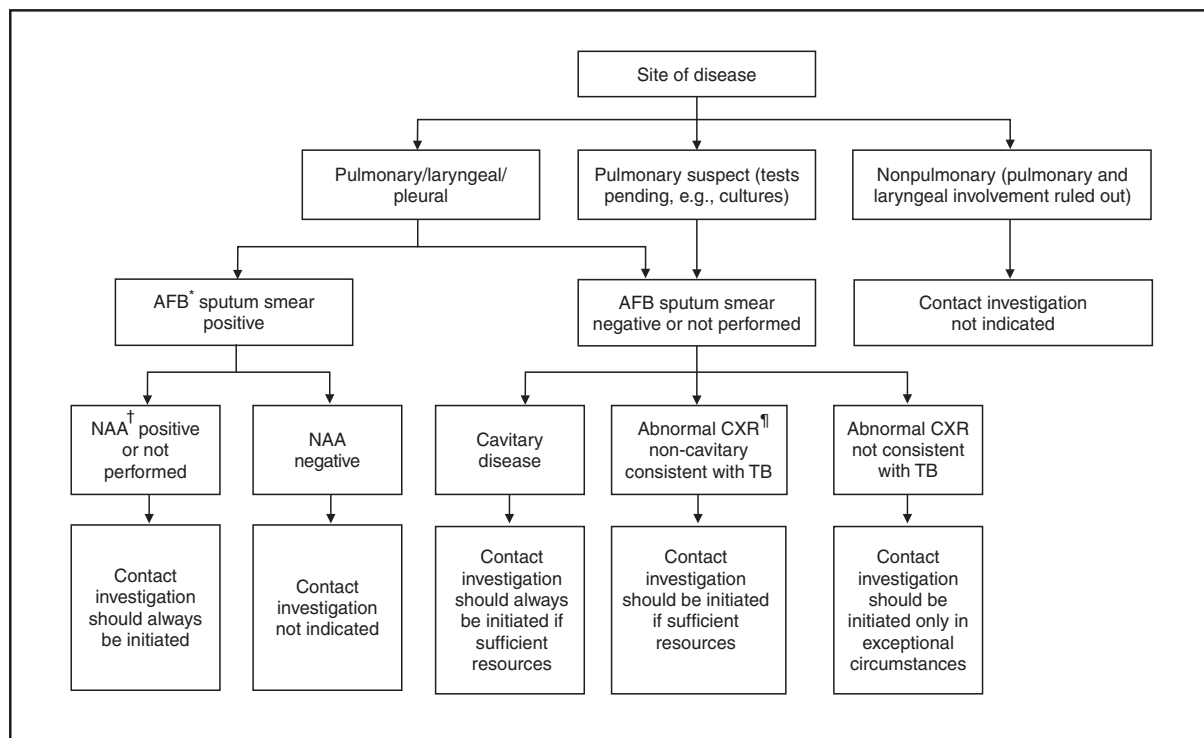 Site of disease
Pulmonary/laryngeal/
pleural
Pulmonary suspect (tests
pending, e.g., cultures)
Nonpulmonary (pulmonary and
laryngeal involvement ruled out)
AFB* sputum smear
positive
AFB sputum smear
negative or not performed
Contact investigation
not indicated
NAA† positive
or not
performed
NAA
negative
Cavitary
disease
Abnormal CXR¶
non-cavitary
consistent with TB
Abnormal CXR
not consistent
with TB
Contact
investigation
should always
be initiated
Contact
investigation
not indicated
Contact
investigation
should always
be initiated if
sufficient
resources
Contact
investigation
should be initiated
if sufficient
resources
Contact
investigation
should be
initiated only in
exceptional
circumstances